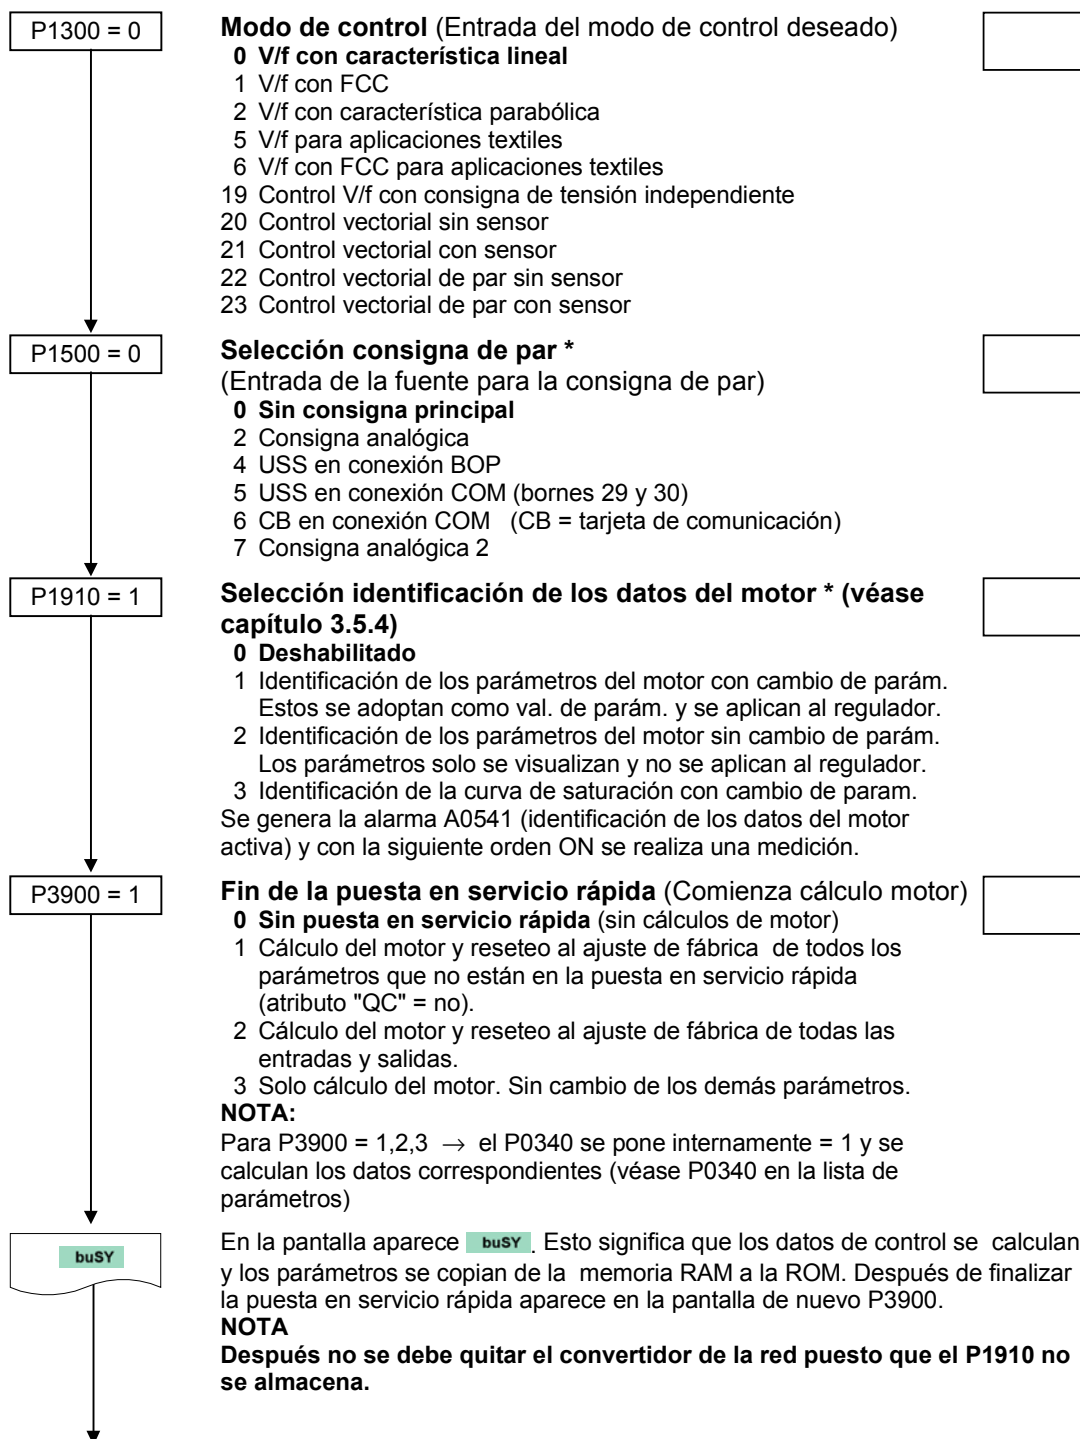 P1300 = 0
Modo de control (Entrada del modo de control deseado)
0 V/f con característica lineal
1 V/f con FCC
2 V/f con característica parabólica
5 V/f para aplicaciones textiles
6 V/f con FCC para aplicaciones textiles
19 Control V/f con consigna de tensión independiente
20 Control vectorial sin sensor
21 Control vectorial con sensor
22 Control vectorial de par sin sensor
23 Control vectorial de par con sensor
P1500 = 0
Selección consigna de par *
(Entrada de la fuente para la consigna de par)
0 Sin consigna principal
2 Consigna analógica
4 USS en conexión BOP
5 USS en conexión COM (bornes 29 y 30)
6 CB en conexión COM (CB = tarjeta de comunicación)
7 Consigna analógica 2
P1910 = 1
Selección identificación de los datos del motor * (véase
capítulo 3.5.4)
0 Deshabilitado
1 Identificación de los parámetros del motor con cambio de parám.
Estos se adoptan como val. de parám. y se aplican al regulador.
2 Identificación de los parámetros del motor sin cambio de parám.
Los parámetros solo se visualizan y no se aplican al regulador.
3 Identificación de la curva de saturación con cambio de param.
Se genera la alarma A0541 (identificación de los datos del motor
activa) y con la siguiente orden ON se realiza una medición.
P3900 = 1
Fin de la puesta en servicio rápida (Comienza cálculo motor)
0 Sin puesta en servicio rápida (sin cálculos de motor)
1 Cálculo del motor y reseteo al ajuste de fábrica de todos los
parámetros que no están en la puesta en servicio rápida
(atributo "QC" = no).
2 Cálculo del motor y reseteo al ajuste de fábrica de todas las
entradas y salidas.
3 Solo cálculo del motor. Sin cambio de los demás parámetros.
NOTA:
Para P3900 = 1,2,3 → el P0340 se pone internamente = 1 y se
calculan los datos correspondientes (véase P0340 en la lista de
parámetros)
buSY
En la pantalla aparece buSY. Esto significa que los datos de control se calculan
y los parámetros se copian de la memoria RAM a la ROM. Después de finalizar
la puesta en servicio rápida aparece en la pantalla de nuevo P3900.
NOTA
Después no se debe quitar el convertidor de la red puesto que el P1910 no
se almacena.